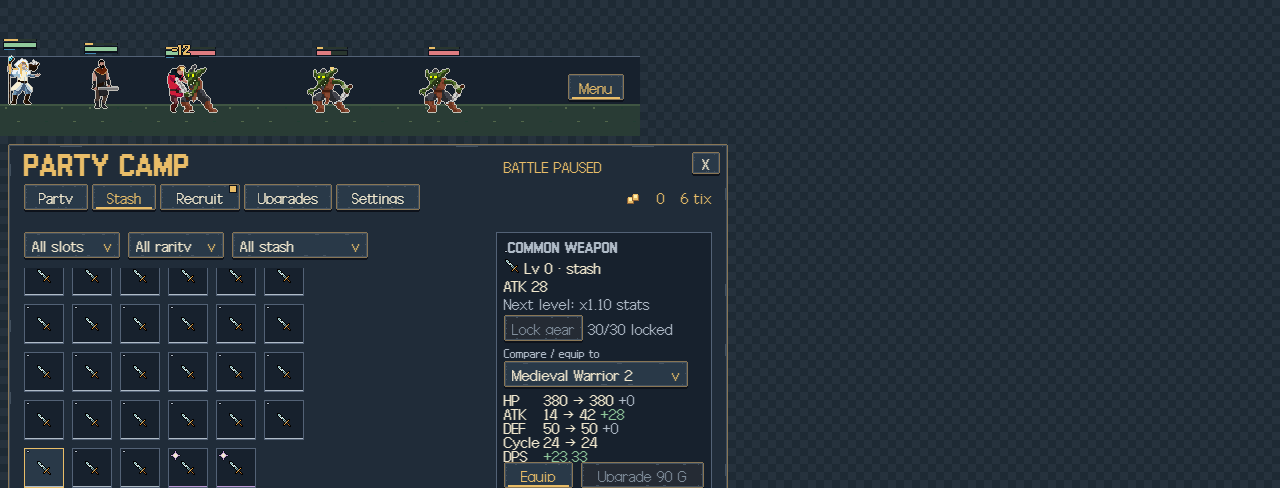 -12
Menu
PARTY CAMP
BATTLE PAUSED
X
Party Stash Recruit Upgrades Settings
0 6 tix
All slots v All rarity v All stash v
COMMON WEAPON
Lv 0 · stash
ATK 28
Next level: x1.10 stats
Lock gear 30/30 locked
Compare / equip to
Medieval Warrior 2 v
HP 380 → 380 +0
ATK 14 → 42 +28
DEF 50 → 50 +0
Cycle 24 → 24
DPS +23.33
Equip Upgrade 90 G